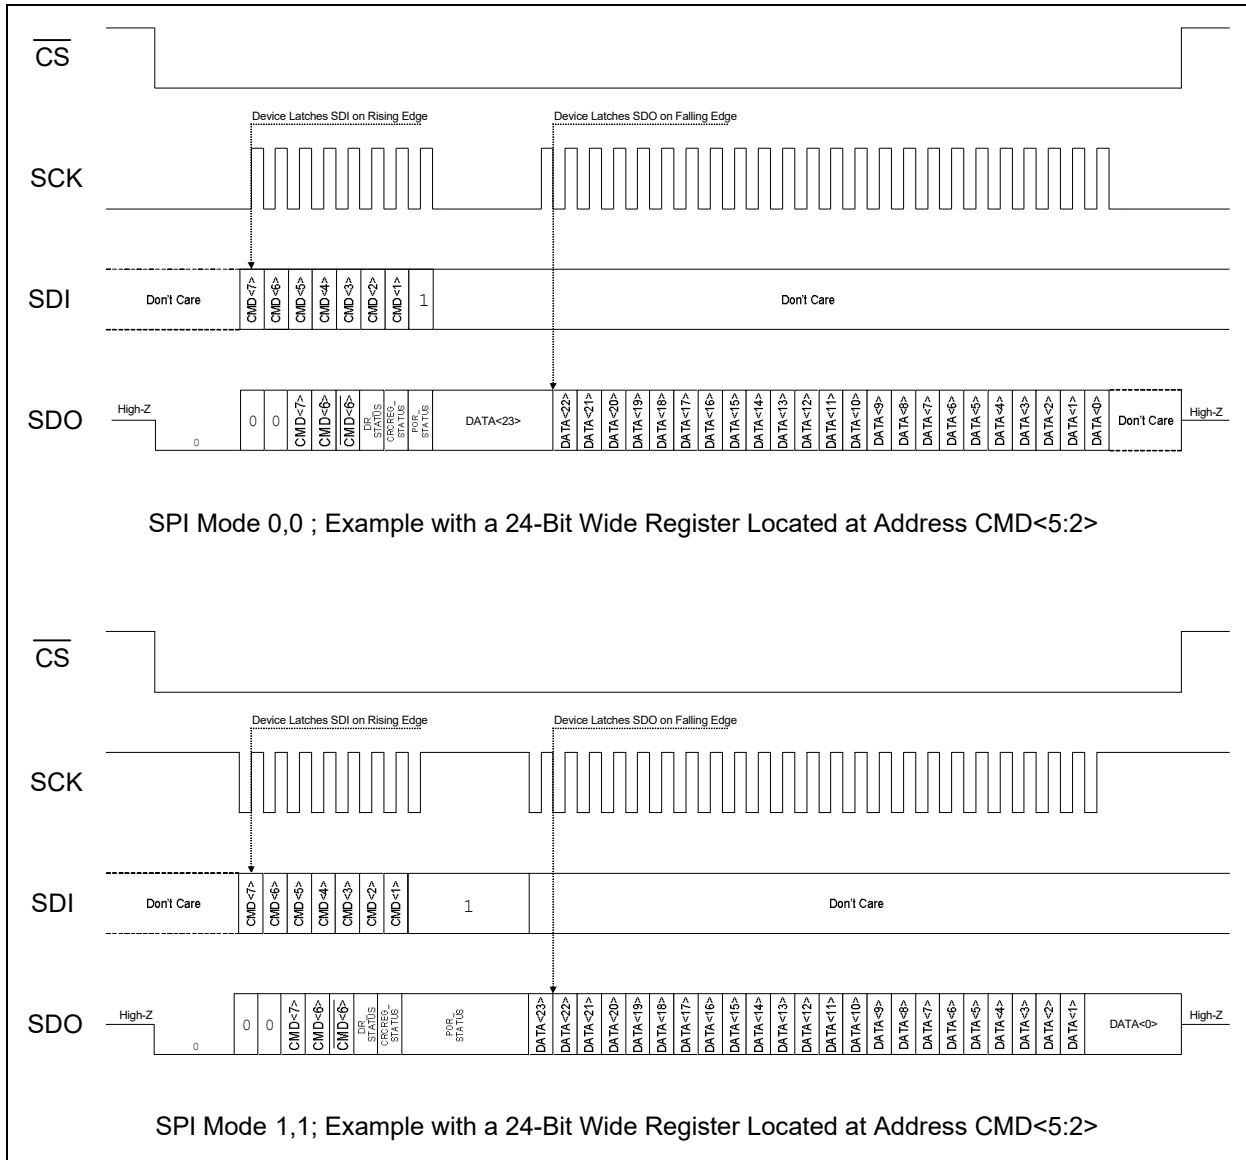 CS
Device Latches SDI on Rising Edge Device Latches SDO on Falling Edge
SCK
SDI Don't Care CMD<7> CMD<6> CMD<5> CMD<4> CMD<3> CMD<2> CMD<1> 1 Don't Care
SDO High-Z 0 0 0 CMD<7> CMD<6> CMD<6> DR_STATUS CRCREG_STATUS POR_STATUS DATA<23> DATA<22> DATA<21> DATA<20> DATA<19> DATA<18> DATA<17> DATA<16> DATA<15> DATA<14> DATA<13> DATA<12> DATA<11> DATA<10> DATA<9> DATA<8> DATA<7> DATA<6> DATA<5> DATA<4> DATA<3> DATA<2> DATA<1> DATA<0> Don't Care High-Z
SPI Mode 0,0 ; Example with a 24-Bit Wide Register Located at Address CMD<5:2>
CS
Device Latches SDI on Rising Edge Device Latches SDO on Falling Edge
SCK
SDI Don't Care CMD<7> CMD<6> CMD<5> CMD<4> CMD<3> CMD<2> CMD<1> 1 Don't Care
SDO High-Z 0 0 0 CMD<7> CMD<6> CMD<6> DR_STATUS CRCREG_STATUS POR_STATUS DATA<23> DATA<22> DATA<21> DATA<20> DATA<19> DATA<18> DATA<17> DATA<16> DATA<15> DATA<14> DATA<13> DATA<12> DATA<11> DATA<10> DATA<9> DATA<8> DATA<7> DATA<6> DATA<5> DATA<4> DATA<3> DATA<2> DATA<1> DATA<0> High-Z
SPI Mode 1,1; Example with a 24-Bit Wide Register Located at Address CMD<5:2>